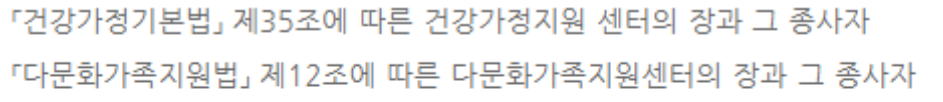 「건강가정기본법」 제35조에 따른 건강가정지원 센터의 장과 그 종사자
「다문화가족지원법」 제12조에 따른 다문화가족지원센터의 장과 그 종사자